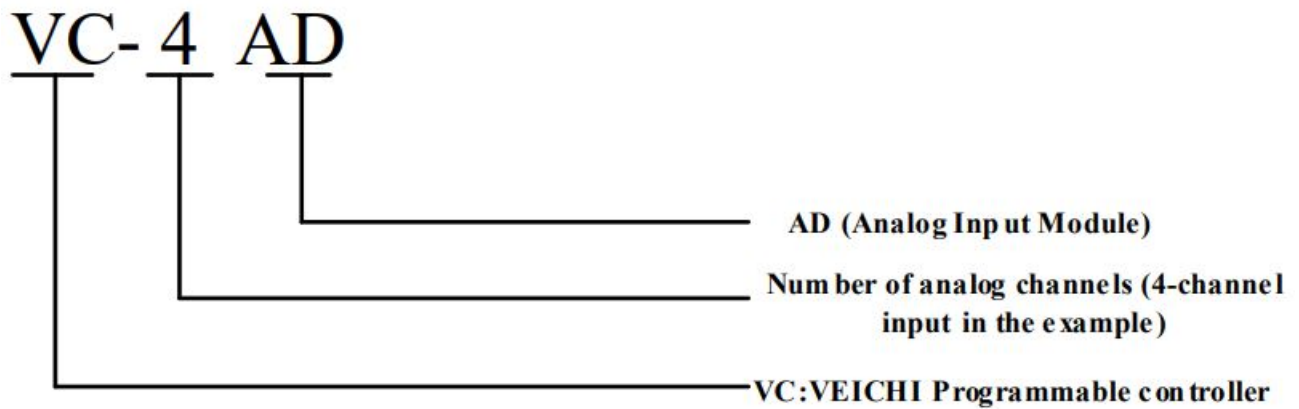 VC- 4 AD
AD (Analog Input Module)
Number of analog channels (4-channel
input in the example)
VC:VEICHI Programmable controller